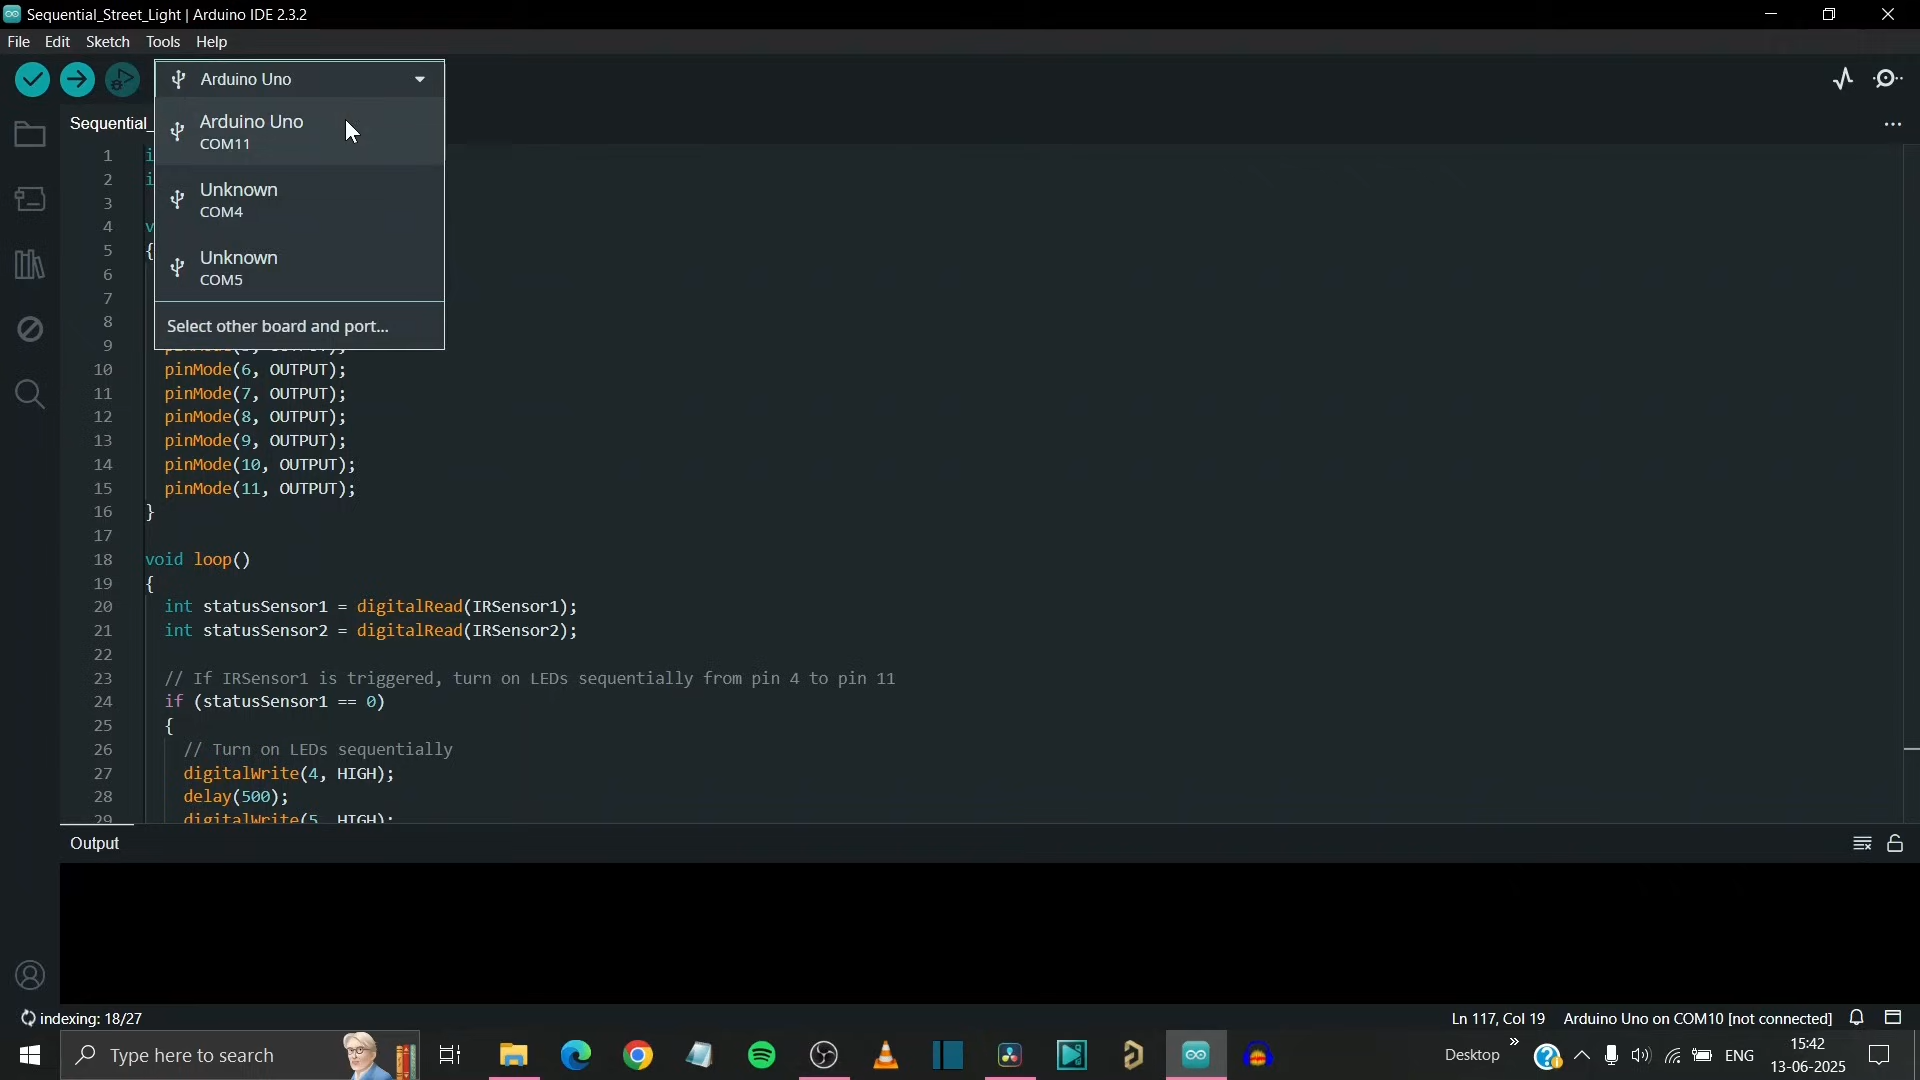 Sequential_Street_Light | Arduino IDE 2.3.2
File Edit Sketch Tools Help
Arduino Uno
Sequential_
Arduino Uno
COM11
Unknown
COM4
Unknown
COM5
Select other board and port...
1 i
2 i
3
4 v
5 {
6
7
8
9
10 pinMode(6, OUTPUT);
11 pinMode(7, OUTPUT);
12 pinMode(8, OUTPUT);
13 pinMode(9, OUTPUT);
14 pinMode(10, OUTPUT);
15 pinMode(11, OUTPUT);
16 }
17
18 void loop()
19 {
20 int statusSensor1 = digitalRead(IRSensor1);
21 int statusSensor2 = digitalRead(IRSensor2);
22
23 // If IRSensor1 is triggered, turn on LEDs sequentially from pin 4 to pin 11
24 if (statusSensor1 == 0)
25 {
26 // Turn on LEDs sequentially
27 digitalWrite(4, HIGH);
28 delay(500);
29 digitalWrite(5, HIGH);
Output
indexing: 18/27
Ln 117, Col 19 Arduino Uno on COM10 [not connected]
Type here to search
Desktop
ENG
15:42
13-06-2025